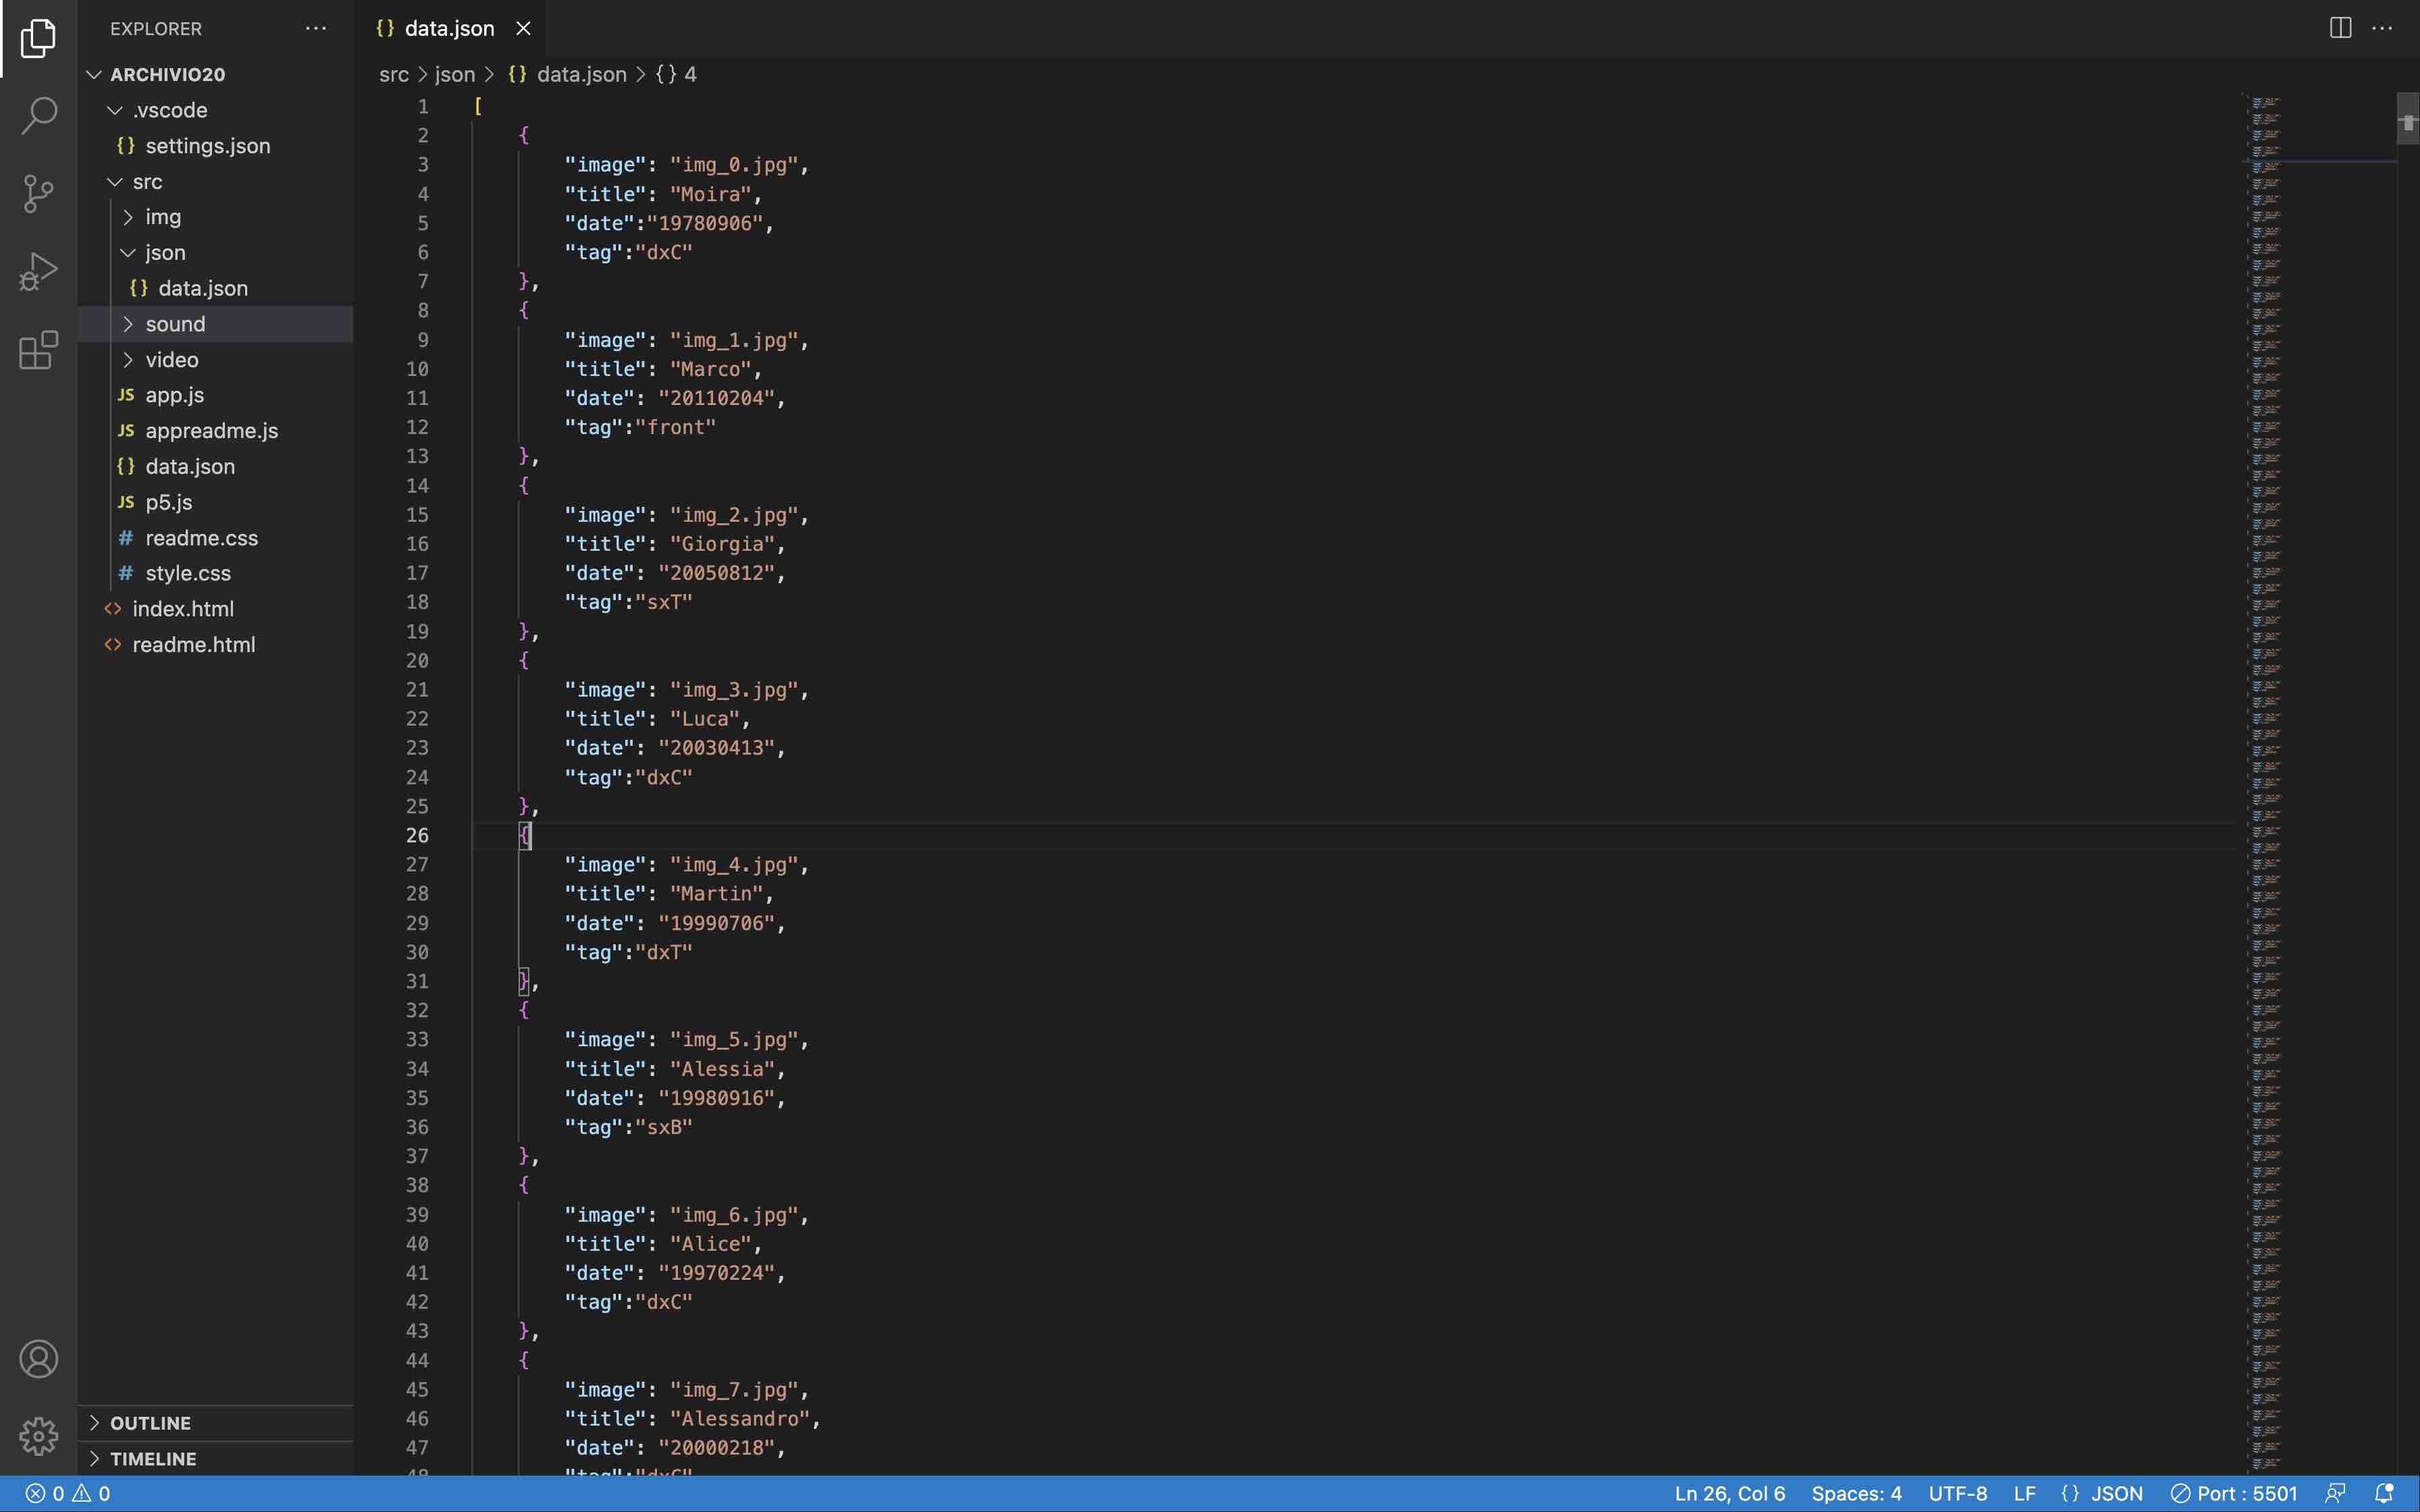 EXPLORER
ARCHIVIO20
.vscode
{} settings.json
src
img
json
{} data.json
sound
video
JS app.js
JS appreadme.js
{} data.json
JS p5.js
# readme.css
# style.css
<> index.html
<> readme.html
OUTLINE
TIMELINE
{} data.json
src > json > {} data.json > {} 4
1 [
2 {
3 "image": "img_0.jpg",
4 "title": "Moira",
5 "date":"19780906",
6 "tag":"dxC"
7 },
8 {
9 "image": "img_1.jpg",
10 "title": "Marco",
11 "date": "20110204",
12 "tag":"front"
13 },
14 {
15 "image": "img_2.jpg",
16 "title": "Giorgia",
17 "date": "20050812",
18 "tag":"sxT"
19 },
20 {
21 "image": "img_3.jpg",
22 "title": "Luca",
23 "date": "20030413",
24 "tag":"dxC"
25 },
26 {
27 "image": "img_4.jpg",
28 "title": "Martin",
29 "date": "19990706",
30 "tag":"dxT"
31 },
32 {
33 "image": "img_5.jpg",
34 "title": "Alessia",
35 "date": "19980916",
36 "tag":"sxB"
37 },
38 {
39 "image": "img_6.jpg",
40 "title": "Alice",
41 "date": "19970224",
42 "tag":"dxC"
43 },
44 {
45 "image": "img_7.jpg",
46 "title": "Alessandro",
47 "date": "20000218",
0 0 Ln 26, Col 6 Spaces: 4 UTF-8 LF {} JSON Port : 5501